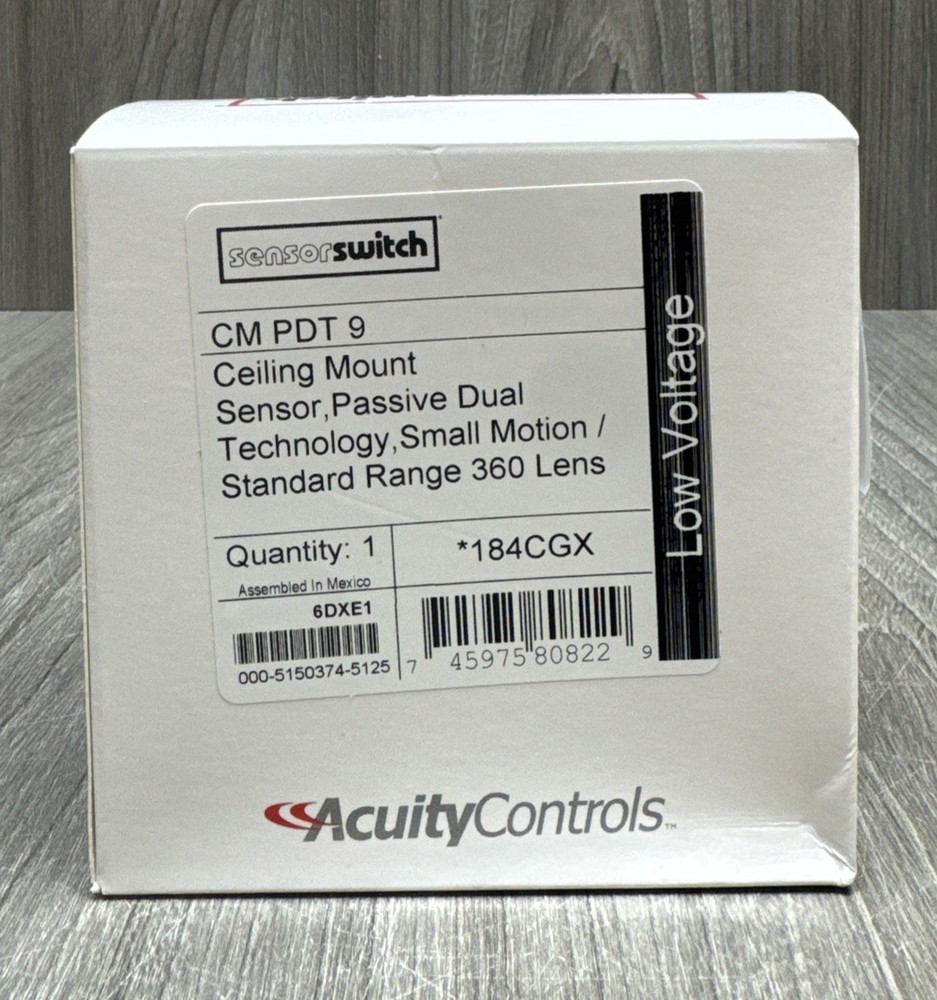 sensorswitch
CM PDT 9
Ceiling Mount
Sensor,Passive Dual
Technology,Small Motion /
Standard Range 360 Lens
Low Voltage
Quantity: 1
*184CGX
Assembled In Mexico
6DXE1
000-5150374-5125
7 45975 80822 9
AcuityControls™